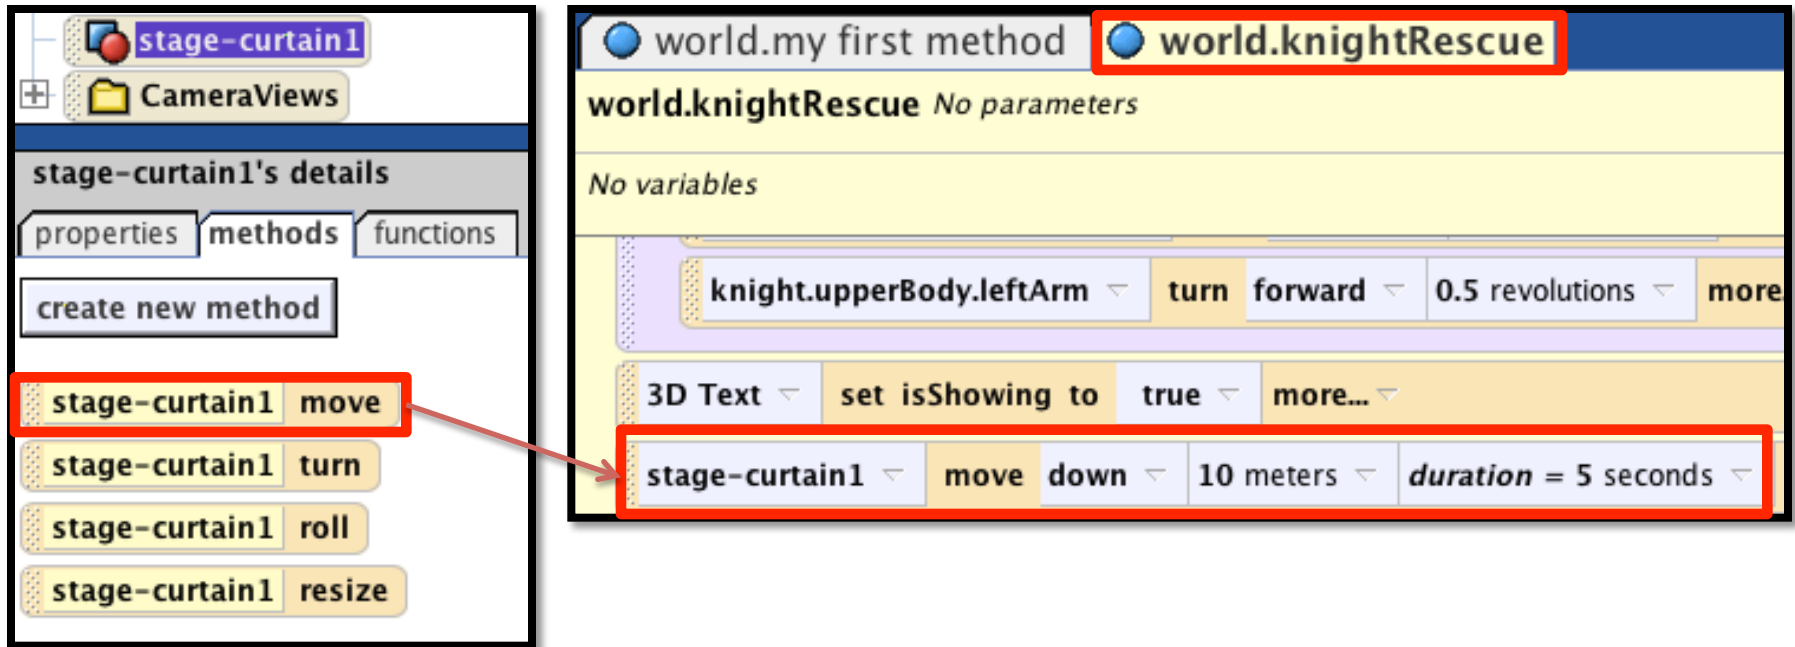 stage-curtain1
CameraViews
stage-curtain1's details
properties methods functions
create new method
stage-curtain1 move
stage-curtain1 turn
stage-curtain1 roll
stage-curtain1 resize
world.my first method world.knightRescue
world.knightRescue No parameters
No variables
knight.upperBody.leftArm turn forward 0.5 revolutions more.
3D Text set isShowing to true more...
stage-curtain1 move down 10 meters duration = 5 seconds